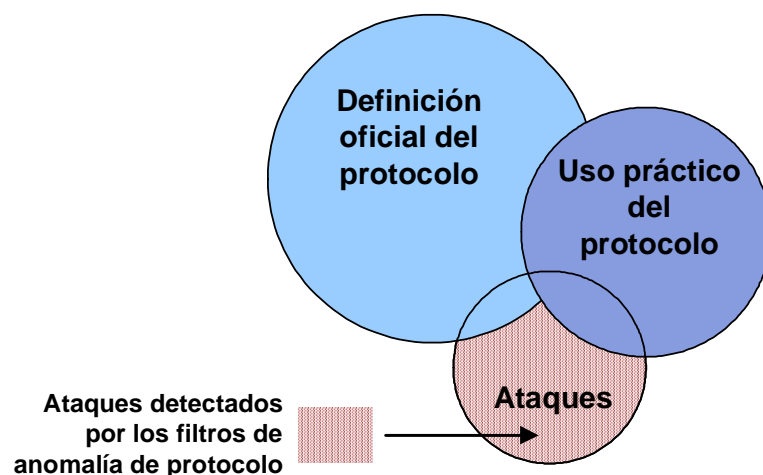 Definición
oficial del
protocolo
Uso práctico
del
protocolo
Ataques
Ataques detectados
por los filtros de
anomalía de protocolo